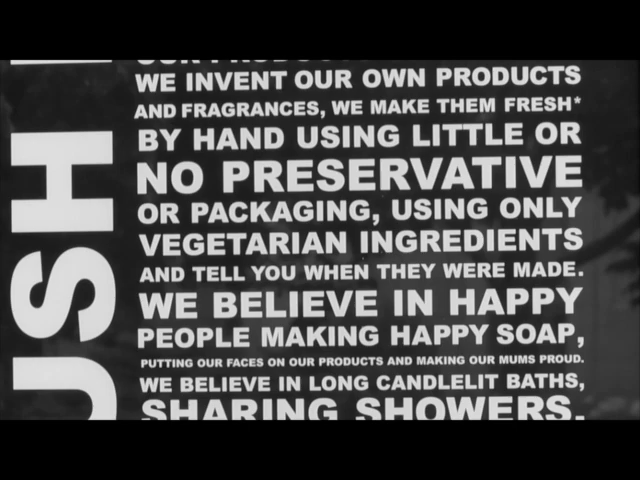 OUR PRODUCT
WE INVENT OUR OWN PRODUCTS
AND FRAGRANCES, WE MAKE THEM FRESH*
BY HAND USING LITTLE OR
NO PRESERVATIVE
OR PACKAGING, USING ONLY
VEGETARIAN INGREDIENTS
AND TELL YOU WHEN THEY WERE MADE.
WE BELIEVE IN HAPPY
PEOPLE MAKING HAPPY SOAP,
PUTTING OUR FACES ON OUR PRODUCTS AND MAKING OUR MUMS PROUD.
WE BELIEVE IN LONG CANDLELIT BATHS,
SHARING SHOWERS,
USH